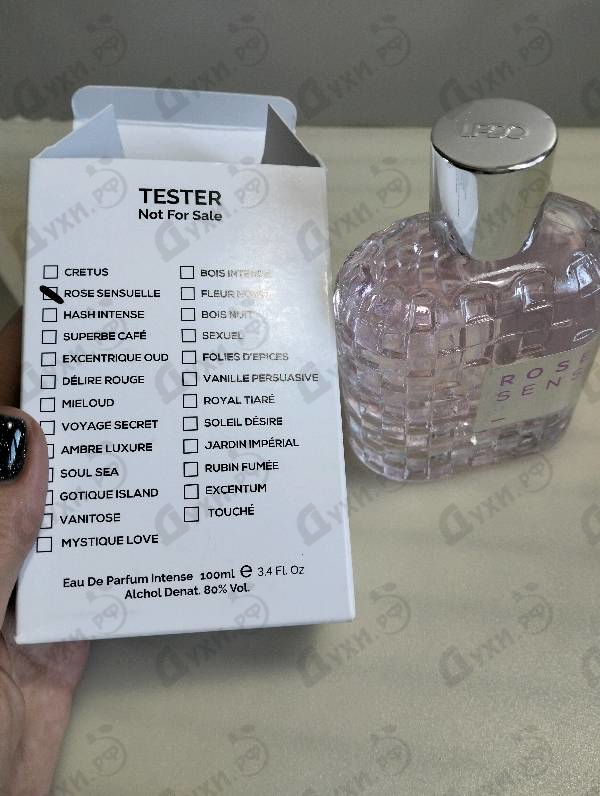 TESTER
Not For Sale
CRETUS
ROSE SENSUELLE
HASH INTENSE
SUPERBE CAFÉ
EXCENTRIQUE OUD
DÉLIRE ROUGE
MIELOUD
VOYAGE SECRET
AMBRE LUXURE
SOUL SEA
GOTIQUE ISLAND
VANITOSE
MYSTIQUE LOVE
BOIS INTENSE
FLEUR
BOIS NUIT
SEXUEL
FOLIES D'EPICES
VANILLE PERSUASIVE
ROYAL TIARÉ
SOLEIL DÉSIRE
JARDIN IMPÉRIAL
RUBIN FUMÉE
EXCENTUM
TOUCHÉ
Eau De Parfum Intense 100ml e 3.4 Fl. Oz
Alchol Denat. 80% Vol.
ROSE
SENS
Духи.рф